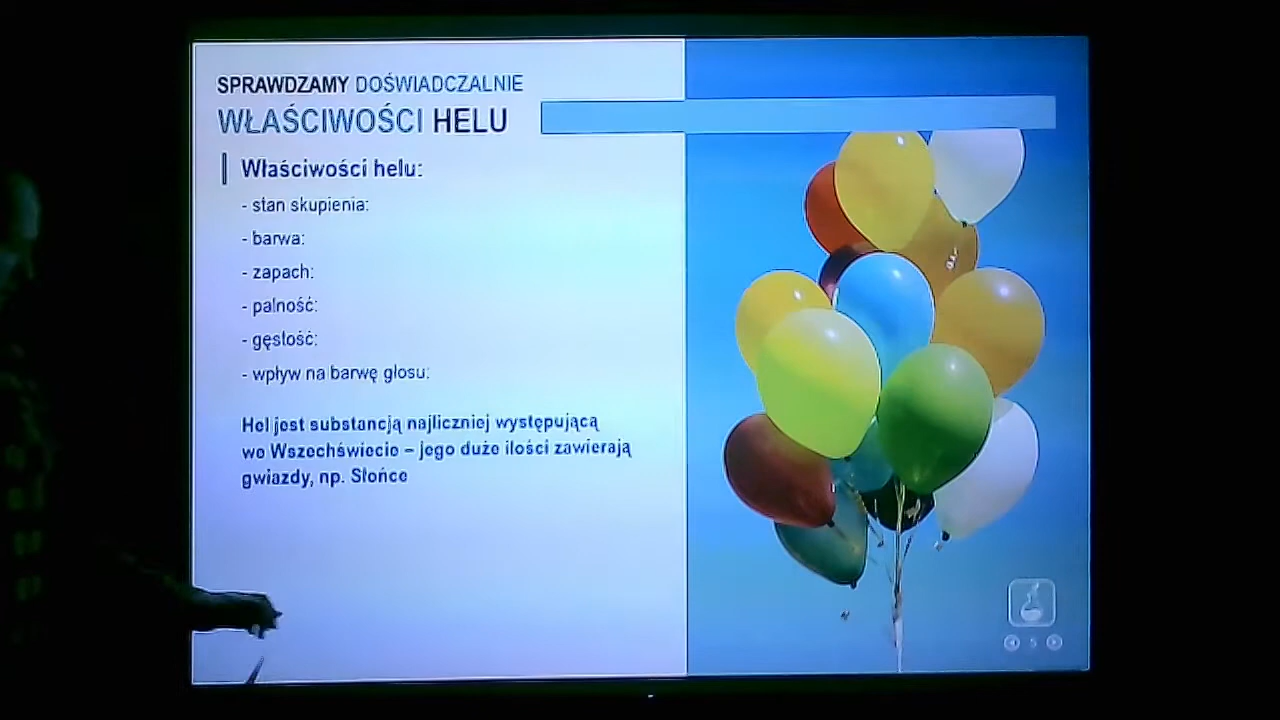 SPRAWDZAMY DOŚWIADCZALNIE
WŁAŚCIWOŚCI HELU
Właściwości helu:
- stan skupienia:
- barwa:
- zapach:
- palność:
- gęstość:
- wpływ na barwę głosu:
Hel jest substancją najliczniej występującą
we Wszechświecie – jego duże ilości zawierają
gwiazdy, np. Słońce
5